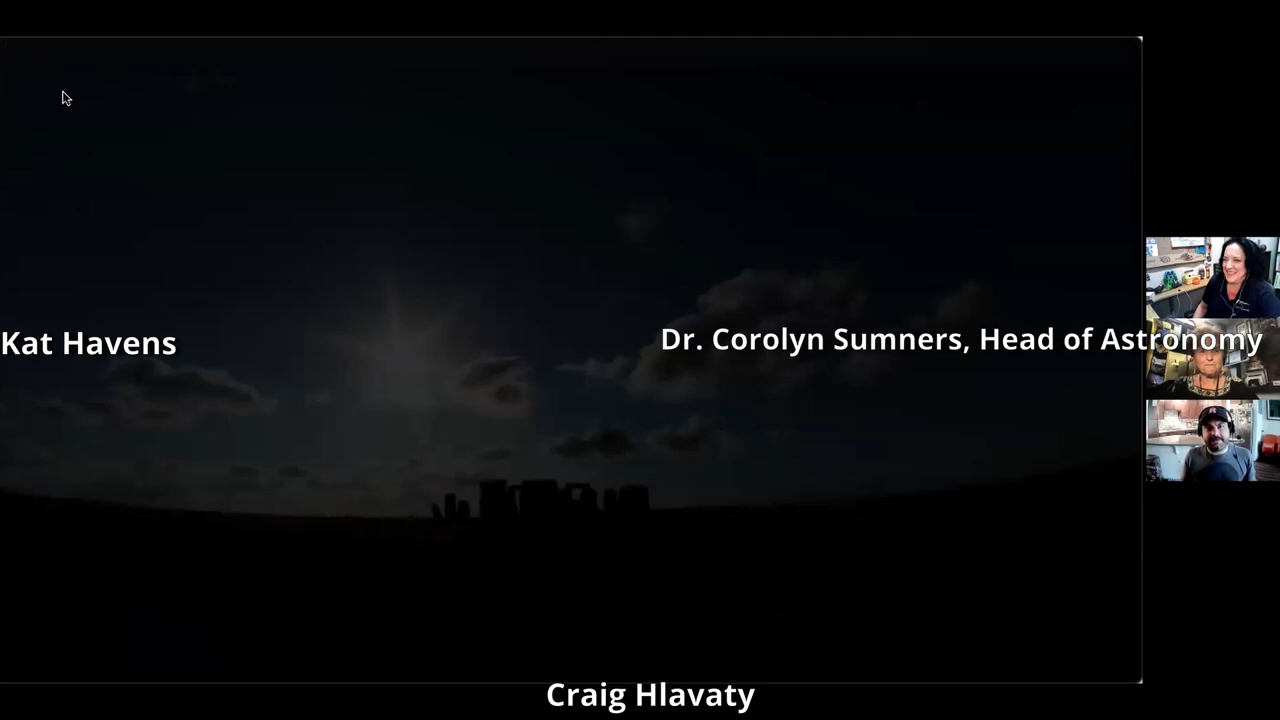 Dr. Corolyn Sumners, Head of Astronomy
Kat Havens
Craig Hlavaty